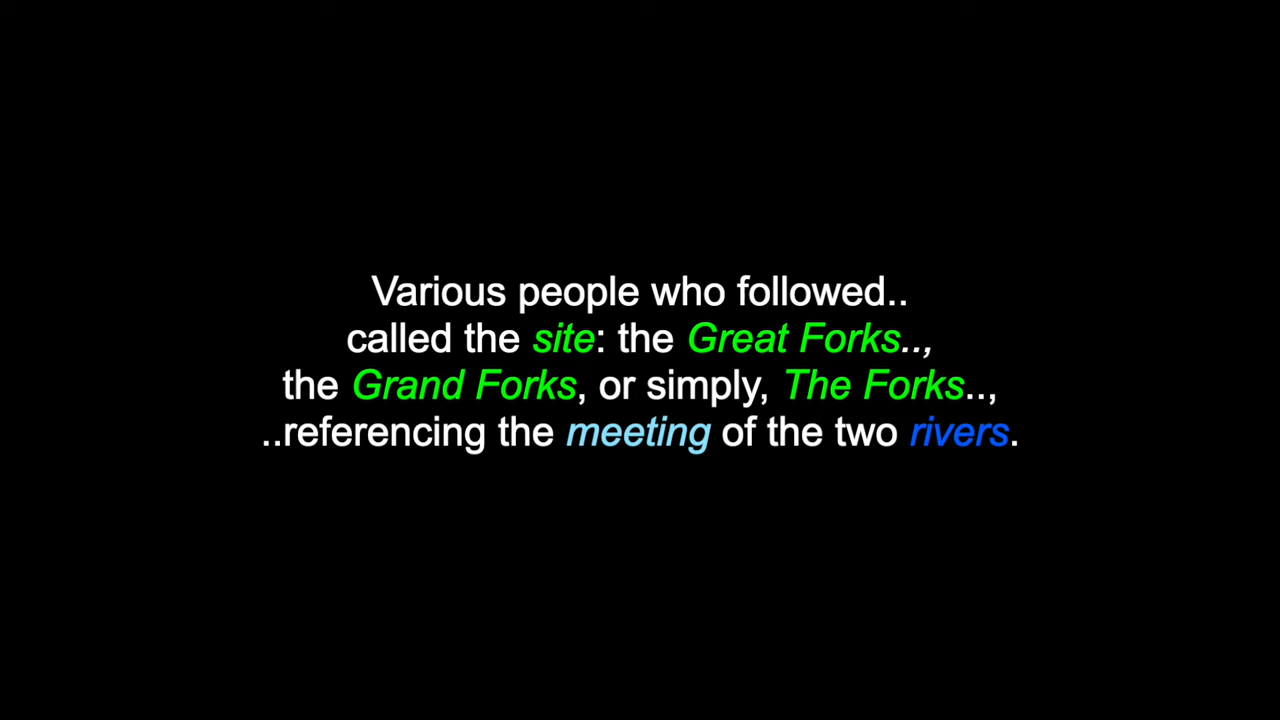 Various people who followed..
called the site: the Great Forks..,
the Grand Forks, or simply, The Forks..,
..referencing the meeting of the two rivers.